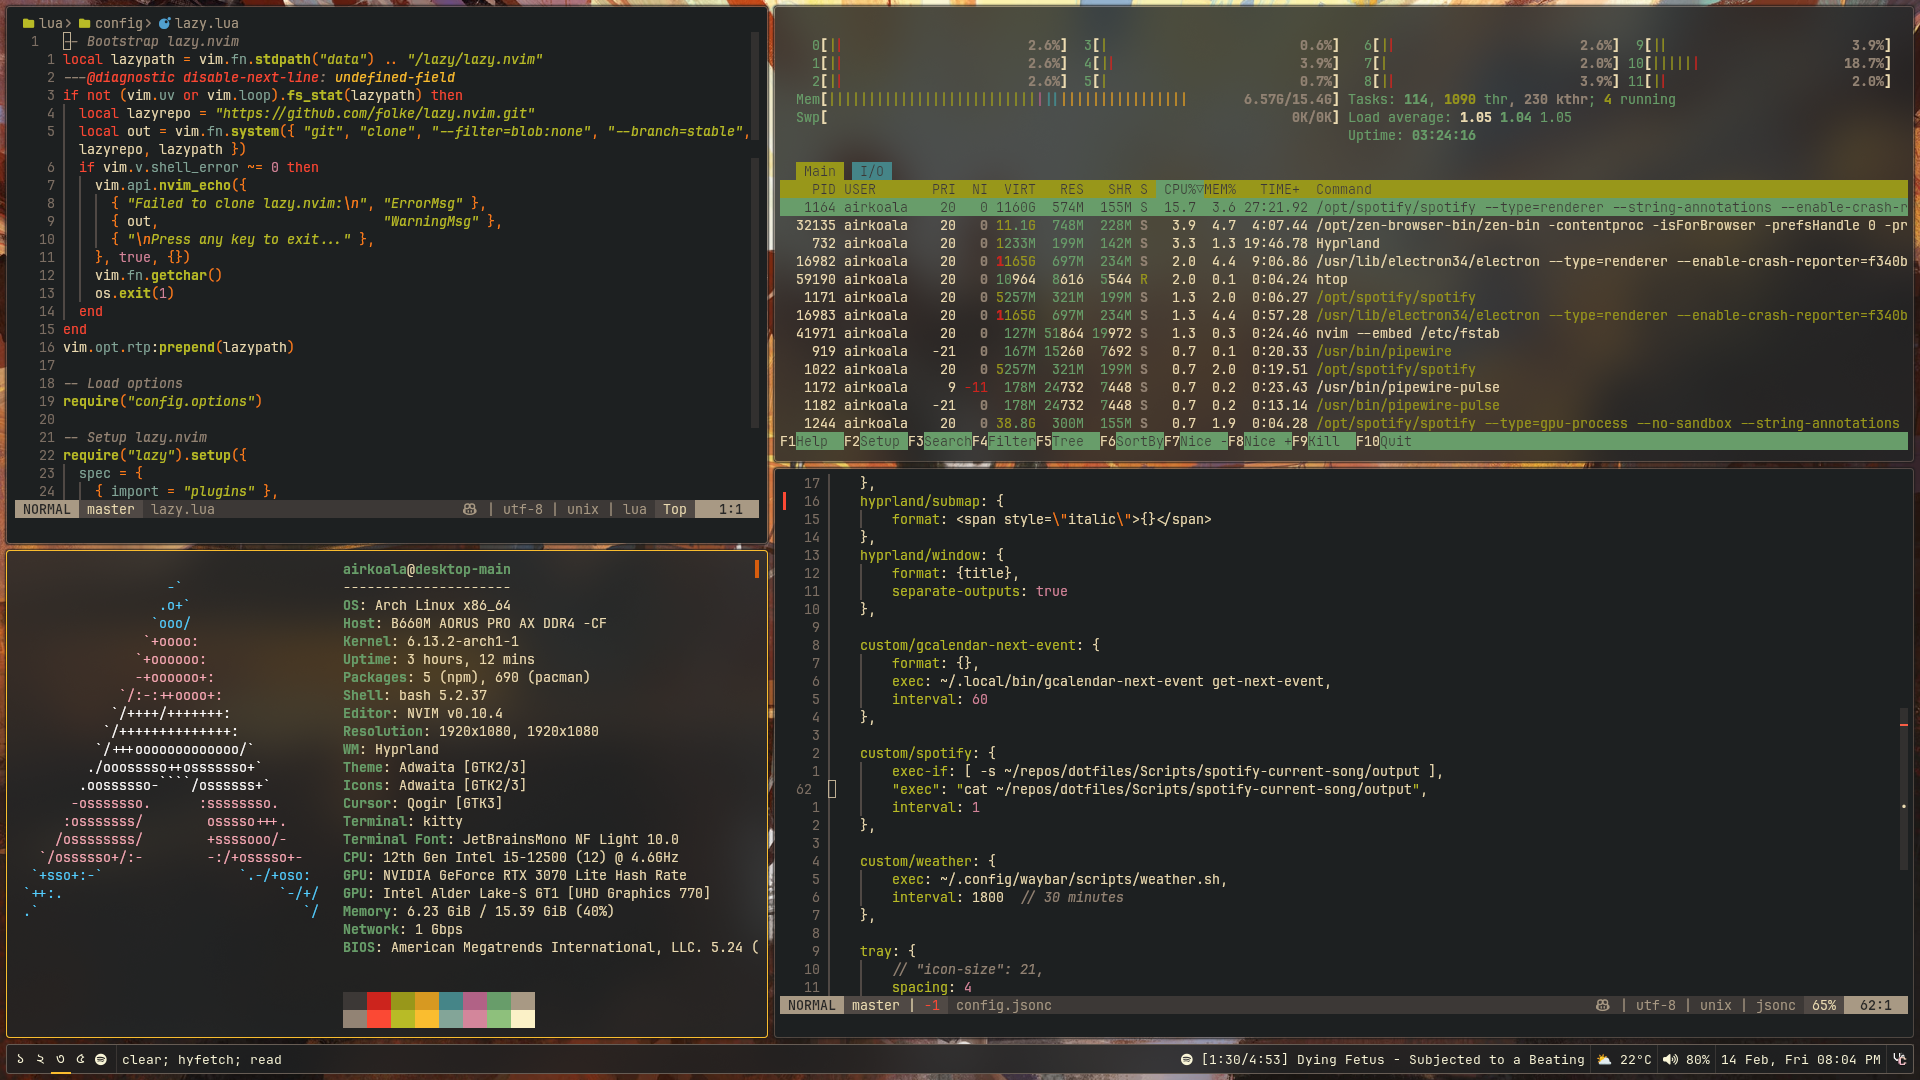 lua > config > lazy.lua
1 -- Bootstrap lazy.nvim
1 local lazypath = vim.fn.stdpath("data") .. "/lazy/lazy.nvim"
2 ---@diagnostic disable-next-line: undefined-field
3 if not (vim.uv or vim.loop).fs_stat(lazypath) then
4 local lazyrepo = "https://github.com/folke/lazy.nvim.git"
5 local out = vim.fn.system({ "git", "clone", "--filter=blob:none", "--branch=stable",
lazyrepo, lazypath })
6 if vim.v.shell_error ~= 0 then
7 vim.api.nvim_echo({
8 { "Failed to clone lazy.nvim:\n", "ErrorMsg" },
9 { out, "WarningMsg" },
10 { "\nPress any key to exit..." },
11 }, true, {})
12 vim.fn.getchar()
13 os.exit(1)
14 end
15 end
16 vim.opt.rtp:prepend(lazypath)
17
18 -- Load options
19 require("config.options")
20
21 -- Setup lazy.nvim
22 require("lazy").setup({
23 spec = {
24 { import = "plugins" },
NORMAL master lazy.lua | utf-8 | unix | lua Top 1:1
0[|| 2.6%] 3[| 0.6%] 6[|| 2.6%] 9[|| 3.9%]
1[|| 2.6%] 4[|| 3.9%] 7[| 2.0%] 10[|||||| 18.7%]
2[|| 2.6%] 5[| 0.7%] 8[|| 3.9%] 11[|| 2.0%]
Mem[||||||||||||||||||||||||||||||||||||||||||||| 6.57G/15.4G] Tasks: 114, 1090 thr, 230 kthr; 4 running
Swp[ 0K/0K] Load average: 1.05 1.04 1.05
Uptime: 03:24:16
Main I/O
PID USER PRI NI VIRT RES SHR S CPU%▽MEM% TIME+ Command
1164 airkoala 20 0 1160G 574M 155M S 15.7 3.6 27:21.92 /opt/spotify/spotify --type=renderer --string-annotations --enable-crash-r
32135 airkoala 20 0 11.1G 748M 228M S 3.9 4.7 4:07.44 /opt/zen-browser-bin/zen-bin -contentproc -isForBrowser -prefsHandle 0 -pr
732 airkoala 20 0 1233M 199M 142M S 3.3 1.3 19:46.78 Hyprland
16982 airkoala 20 0 1165G 697M 234M S 2.0 4.4 9:06.86 /usr/lib/electron34/electron --type=renderer --enable-crash-reporter=f340b
59190 airkoala 20 0 10964 8616 5544 R 2.0 0.1 0:04.24 htop
1171 airkoala 20 0 5257M 321M 199M S 1.3 2.0 0:06.27 /opt/spotify/spotify
16983 airkoala 20 0 1165G 697M 234M S 1.3 4.4 0:57.28 /usr/lib/electron34/electron --type=renderer --enable-crash-reporter=f340b
41971 airkoala 20 0 127M 51864 19972 S 1.3 0.3 0:24.46 nvim --embed /etc/fstab
919 airkoala -21 0 167M 15260 7692 S 0.7 0.1 0:20.33 /usr/bin/pipewire
1022 airkoala 20 0 5257M 321M 199M S 0.7 2.0 0:19.51 /opt/spotify/spotify
1172 airkoala 9 -11 178M 24732 7448 S 0.7 0.2 0:23.43 /usr/bin/pipewire-pulse
1182 airkoala -21 0 178M 24732 7448 S 0.7 0.2 0:13.14 /usr/bin/pipewire-pulse
1244 airkoala 20 0 38.8G 300M 155M S 0.7 1.9 0:04.28 /opt/spotify/spotify --type=gpu-process --no-sandbox --string-annotations
F1Help F2Setup F3SearchF4FilterF5Tree F6SortByF7Nice -F8Nice +F9Kill F10Quit
-`
.o+`
`ooo/
`+oooo:
`+oooooo:
-+oooooo+:
`/:-:++oooo+:
`/++++/+++++++:
`/++++++++++++++:
`/+++ooooooooooooo/`
./ooosssso++osssssso+`
.oossssso-````/ossssss+`
-osssssso. :ssssssso.
:osssssss/ osssso+++.
/ossssssss/ +ssssooo/-
`/ossssso+/:- -:/+osssso+-
`+sso+:-` `.-/+oso:
`++:. `-/+/
.` `/
airkoala@desktop-main
---------------------
OS: Arch Linux x86_64
Host: B660M AORUS PRO AX DDR4 -CF
Kernel: 6.13.2-arch1-1
Uptime: 3 hours, 12 mins
Packages: 5 (npm), 690 (pacman)
Shell: bash 5.2.37
Editor: NVIM v0.10.4
Resolution: 1920x1080, 1920x1080
WM: Hyprland
Theme: Adwaita [GTK2/3]
Icons: Adwaita [GTK2/3]
Cursor: Qogir [GTK3]
Terminal: kitty
Terminal Font: JetBrainsMono NF Light 10.0
CPU: 12th Gen Intel i5-12500 (12) @ 4.6GHz
GPU: NVIDIA GeForce RTX 3070 Lite Hash Rate
GPU: Intel Alder Lake-S GT1 [UHD Graphics 770]
Memory: 6.23 GiB / 15.39 GiB (40%)
Network: 1 Gbps
BIOS: American Megatrends International, LLC. 5.24 (
17 },
16 hyprland/submap: {
15 format: <span style=\"italic\">{}</span>
14 },
13 hyprland/window: {
12 format: {title},
11 separate-outputs: true
10 },
9
8 custom/gcalendar-next-event: {
7 format: {},
6 exec: ~/.local/bin/gcalendar-next-event get-next-event,
5 interval: 60
4 },
3
2 custom/spotify: {
1 exec-if: [ -s ~/repos/dotfiles/Scripts/spotify-current-song/output ],
62 "exec": "cat ~/repos/dotfiles/Scripts/spotify-current-song/output",
1 interval: 1
2 },
3
4 custom/weather: {
5 exec: ~/.config/waybar/scripts/weather.sh,
6 interval: 1800 // 30 minutes
7 },
8
9 tray: {
10 // "icon-size": 21,
11 spacing: 4
NORMAL master | -1 config.jsonc | utf-8 | unix | jsonc 65% 62:1
১ ২ ৩ ৫ clear; hyfetch; read [1:30/4:53] Dying Fetus - Subjected to a Beating 22°C 80% 14 Feb, Fri 08:04 PM